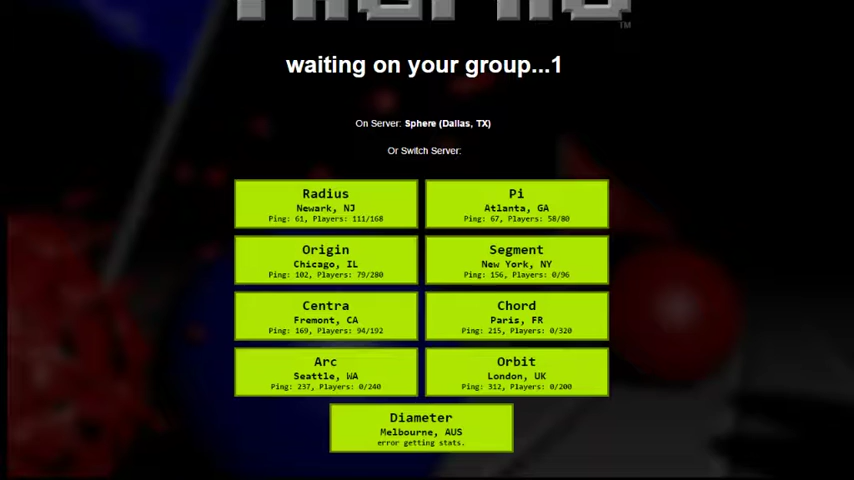 TM
waiting on your group...1
On Server: Sphere (Dallas, TX)
Or Switch Server:
Radius
Newark, NJ
Ping: 61, Players: 111/168
Pi
Atlanta, GA
Ping: 67, Players: 58/80
Origin
Chicago, IL
Ping: 102, Players: 79/280
Segment
New York, NY
Ping: 156, Players: 0/96
Centra
Fremont, CA
Ping: 169, Players: 94/192
Chord
Paris, FR
Ping: 215, Players: 0/320
Arc
Seattle, WA
Ping: 237, Players: 0/240
Orbit
London, UK
Ping: 312, Players: 0/200
Diameter
Melbourne, AUS
error getting stats.